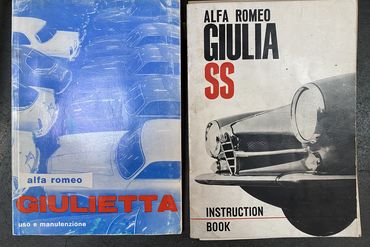 alfa romeo
GIULIETTA
uso e manutenzione
ALFA ROMEO
GIULIA
SS
INSTRUCTION
BOOK